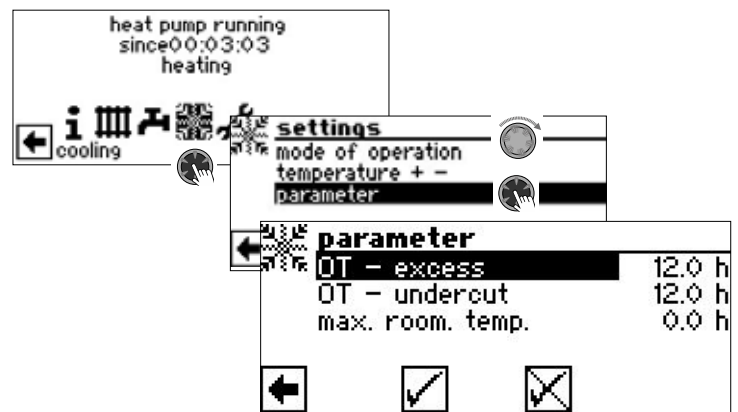 heat pump running
since00:03:03
heating
cooling
settings
mode of operation
temperature + -
parameter
parameter
OT - excess 12.0 h
OT - undercut 12.0 h
max. room. temp. 0.0 h